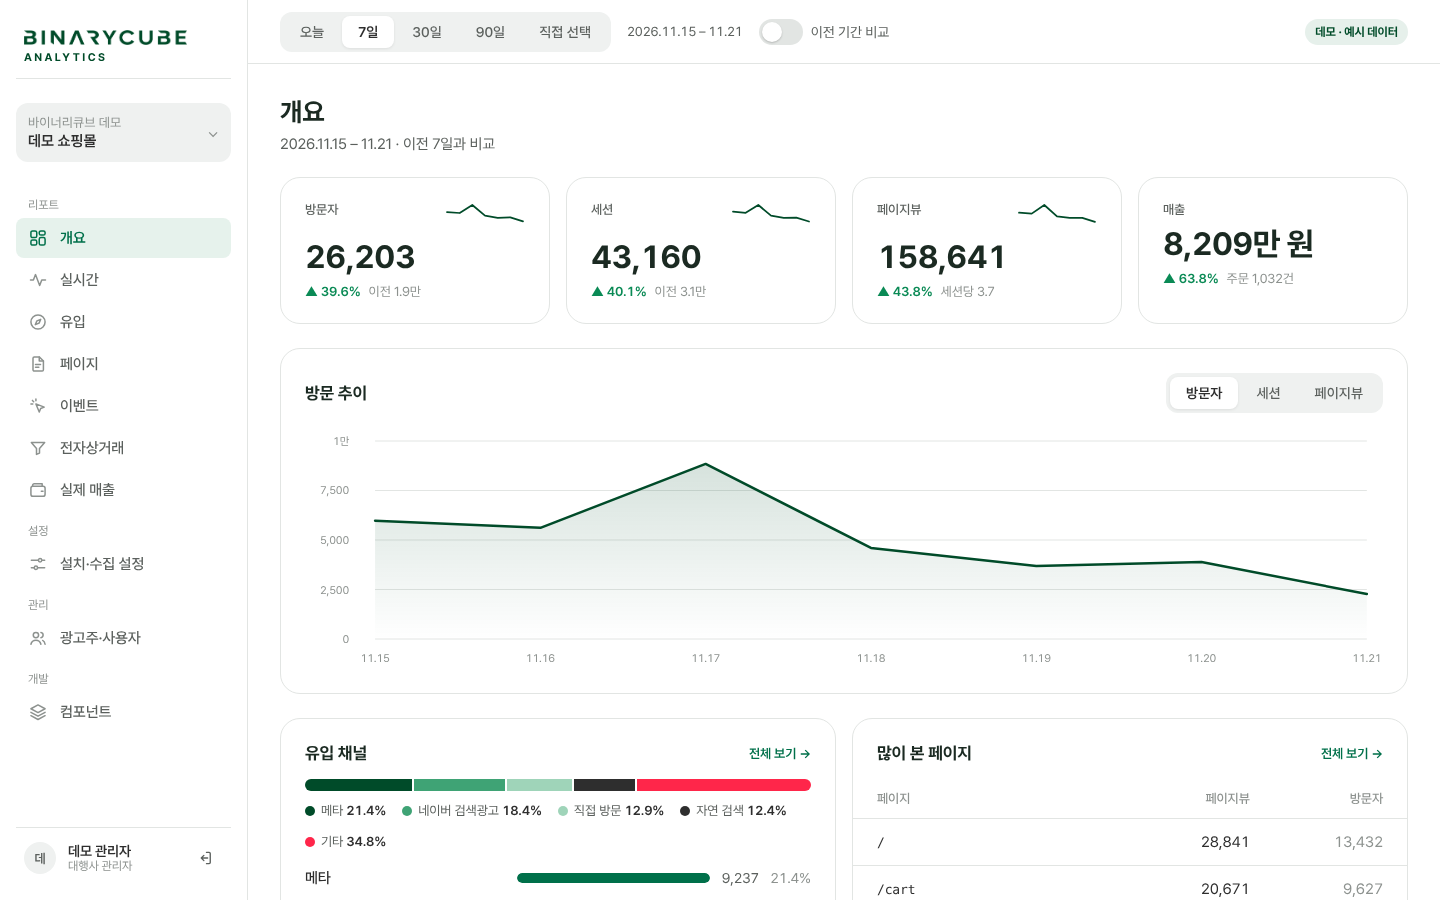 BINARYCUBE
ANALYTICS
바이너리큐브 데모
데모 쇼핑몰
리포트
개요
실시간
유입
페이지
이벤트
전자상거래
실제 매출
설정
설치·수집 설정
관리
광고주·사용자
개발
컴포넌트
데
데모 관리자
대행사 관리자
오늘 7일 30일 90일 직접 선택 2026.11.15 – 11.21 이전 기간 비교 데모 · 예시 데이터
개요
2026.11.15 – 11.21 · 이전 7일과 비교
방문자
26,203
▲ 39.6% 이전 1.9만
세션
43,160
▲ 40.1% 이전 3.1만
페이지뷰
158,641
▲ 43.8% 세션당 3.7
매출
8,209만 원
▲ 63.8% 주문 1,032건
방문 추이 방문자 세션 페이지뷰
1만
7,500
5,000
2,500
0
11.15 11.16 11.17 11.18 11.19 11.20 11.21
유입 채널 전체 보기 →
메타 21.4% 네이버 검색광고 18.4% 직접 방문 12.9% 자연 검색 12.4%
기타 34.8%
메타 9,237 21.4%
많이 본 페이지 전체 보기 →
페이지 페이지뷰 방문자
/ 28,841 13,432
/cart 20,671 9,627